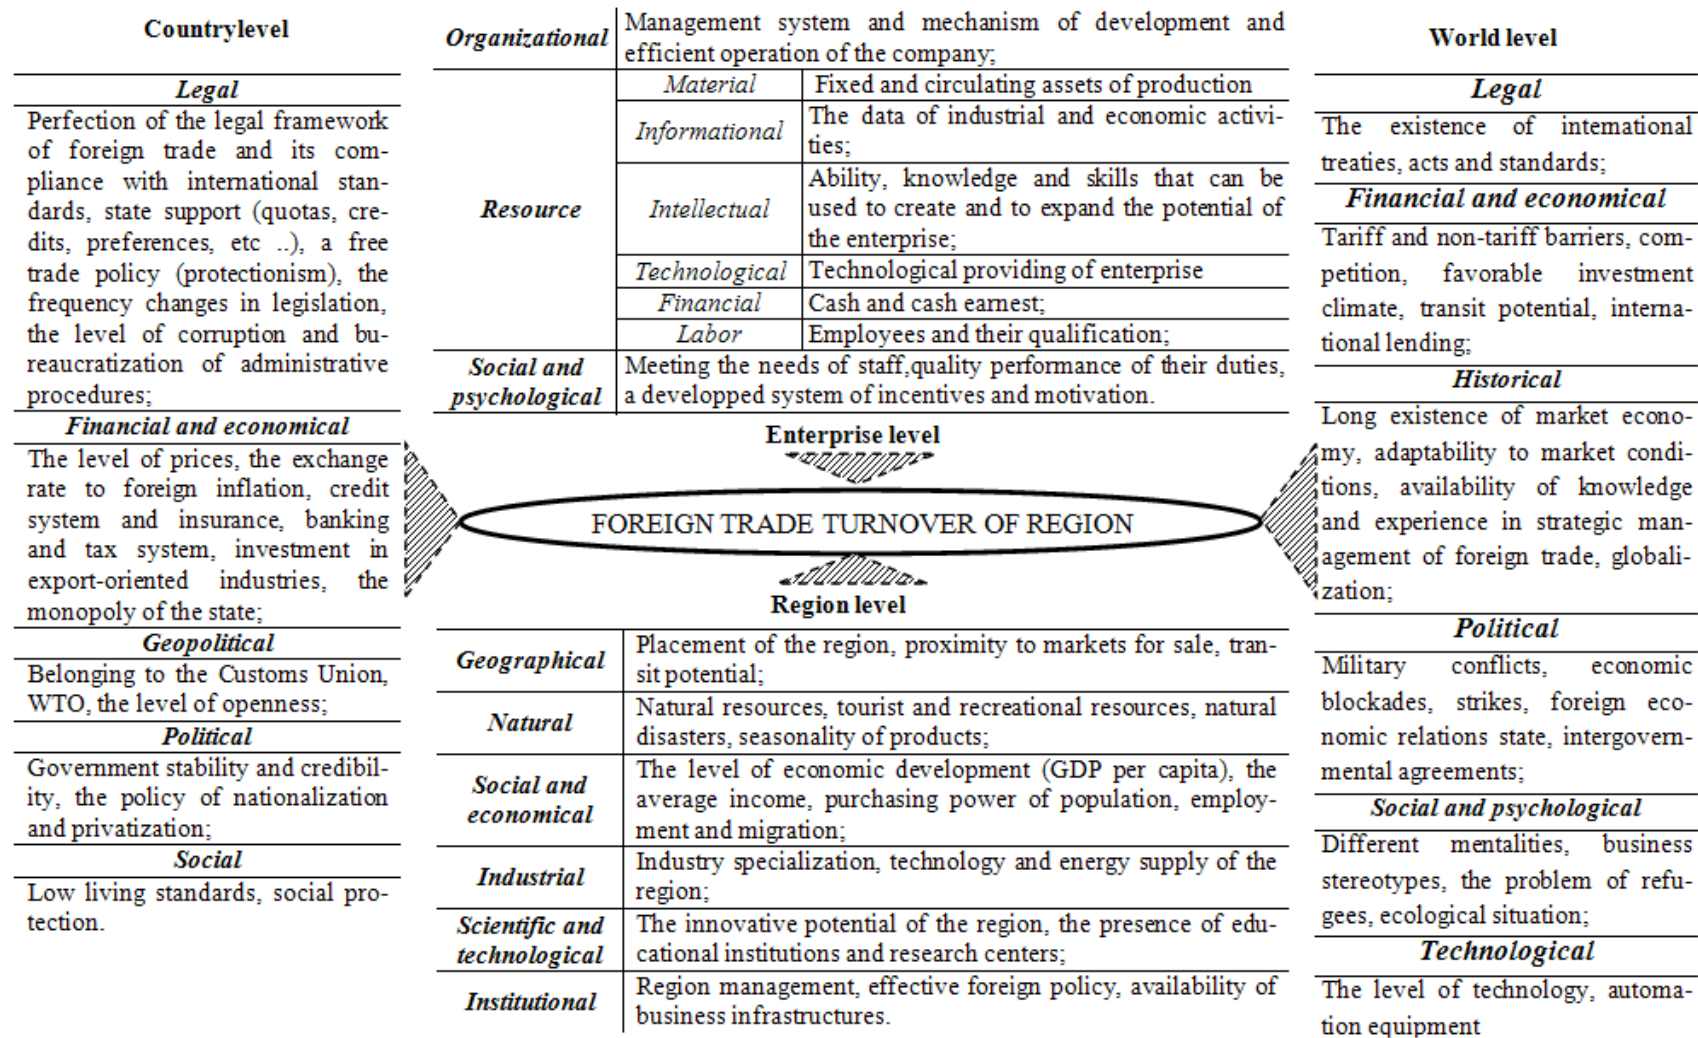 Countrylevel
Legal
Perfection of the legal framework
of foreign trade and its com-
pliance with international stan-
dards, state support (quotas, cre-
dits, preferences, etc ..), a free
trade policy (protectionism), the
frequency changes in legislation,
the level of corruption and bu-
reaucratization of administrative
procedures;
Financial and economical
The level of prices, the exchange
rate to foreign inflation, credit
system and insurance, banking
and tax system, investment in
export-oriented industries, the
monopoly of the state;
Geopolitical
Belonging to the Customs Union,
WTO, the level of openness;
Political
Government stability and credibil-
ity, the policy of nationalization
and privatization;
Social
Low living standards, social pro-
tection.
Organizational
Management system and mechanism of development and
efficient operation of the company;
Resource
Material
Fixed and circulating assets of production
Informational
The data of industrial and economic activi-
ties;
Intellectual
Ability, knowledge and skills that can be
used to create and to expand the potential of
the enterprise;
Technological
Technological providing of enterprise
Financial
Cash and cash earnest;
Labor
Employees and their qualification;
Social and
psychological
Meeting the needs of staff,quality performance of their duties,
a developped system of incentives and motivation.
Enterprise level
FOREIGN TRADE TURNOVER OF REGION
Region level
Geographical
Placement of the region, proximity to markets for sale, tran-
sit potential;
Natural
Natural resources, tourist and recreational resources, natural
disasters, seasonality of products;
Social and
economical
The level of economic development (GDP per capita), the
average income, purchasing power of population, employ-
ment and migration;
Industrial
Industry specialization, technology and energy supply of the
region;
Scientific and
technological
The innovative potential of the region, the presence of edu-
cational institutions and research centers;
Institutional
Region management, effective foreign policy, availability of
business infrastructures.
World level
Legal
The existence of international
treaties, acts and standards;
Financial and economical
Tariff and non-tariff barriers, com-
petition, favorable investment
climate, transit potential, interna-
tional lending;
Historical
Long existence of market econo-
my, adaptability to market condi-
tions, availability of knowledge
and experience in strategic man-
agement of foreign trade, globali-
zation;
Political
Military conflicts, economic
blockades, strikes, foreign eco-
nomic relations state, intergovern-
mental agreements;
Social and psychological
Different mentalities, business
stereotypes, the problem of refu-
gees, ecological situation;
Technological
The level of technology, automa-
tion equipment